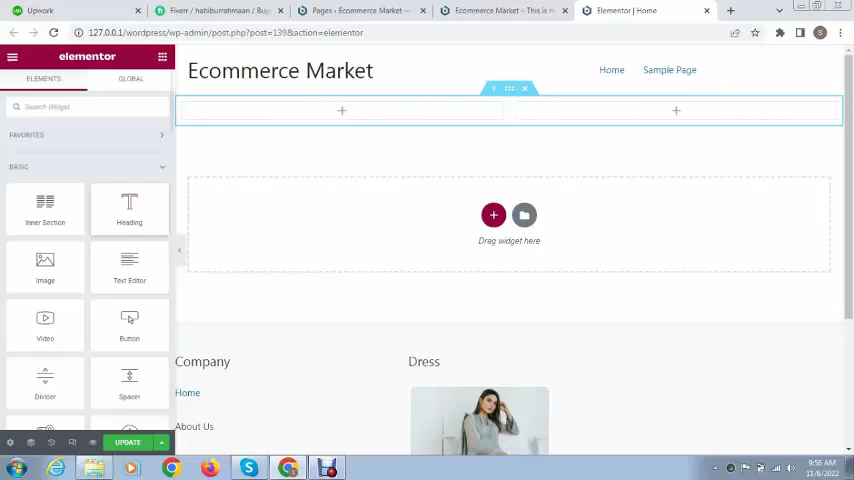 Upwork
Fiverr / habiburrahmaan / Buy
Pages ‹ Ecommerce Market —
Ecommerce Market – This is m
Elementor | Home
127.0.0.1/wordpress/wp-admin/post.php?post=139&action=elementor
elementor
ELEMENTS
GLOBAL
Search Widget
FAVORITES
BASIC
Inner Section
Heading
Image
Text Editor
Video
Button
Divider
Spacer
UPDATE
Ecommerce Market
Home
Sample Page
Drag widget here
Company
Dress
Home
About Us
9:56 AM
11/6/2022